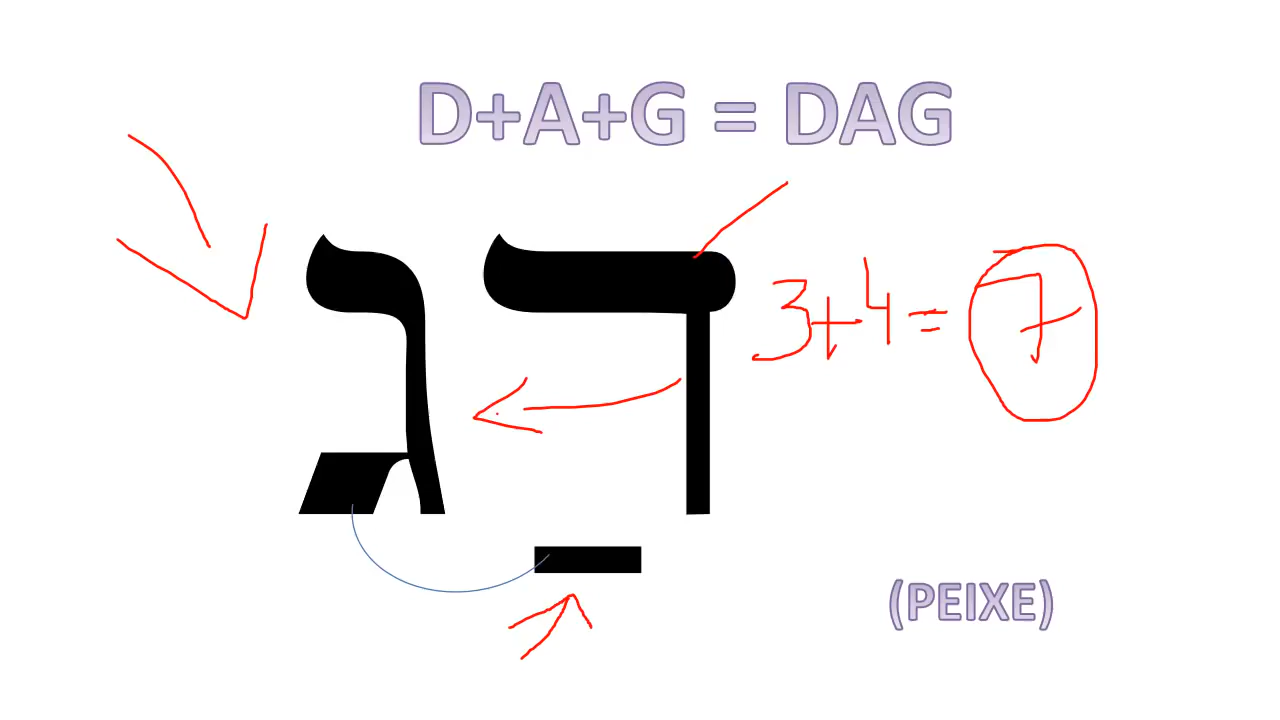 D+A+G = DAG
דַג
3+4=7
(PEIXE)